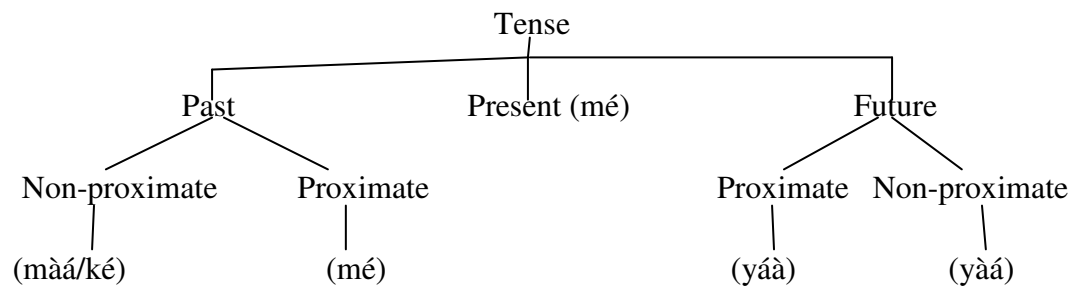 Tense
Past Present (mé) Future
Non-proximate Proximate Proximate Non-proximate
(màá/ké) (mé) (yáà) (yàá)